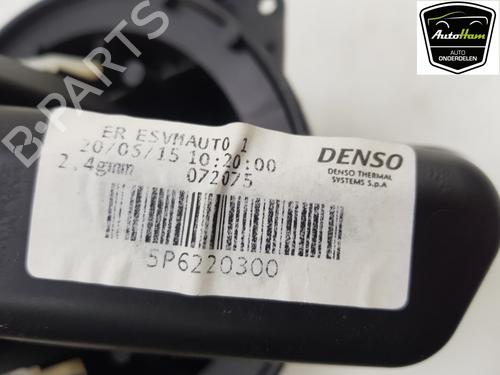 AutoHam
AUTO
ONDERDELEN
B-PARTS
ER ESVMAUTO 1
20/05/15 10:20:00
2.4gmm 072075
DENSO
DENSO THERMAL
SYSTEMS S.p.A
5P6220300